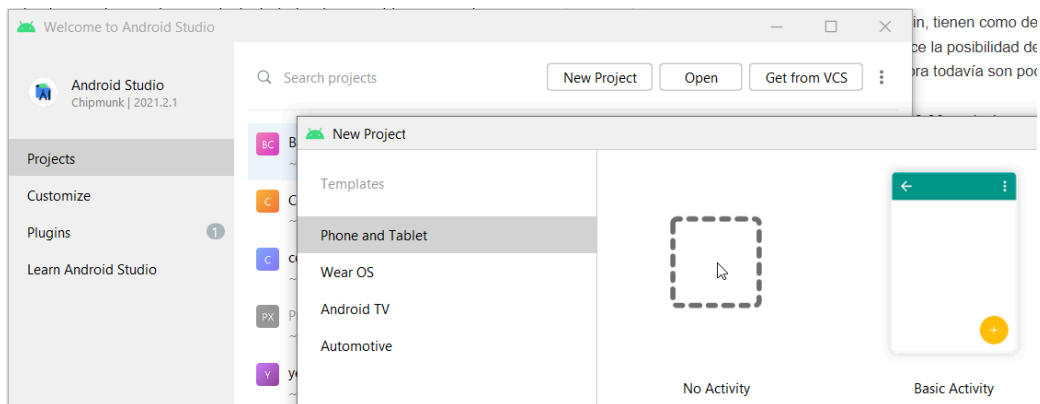 Welcome to Android Studio
in, tienen como de
ce la posibilidad de
ora todavía son poc
Android Studio
Chipmunk | 2021.2.1
Search projects
New Project
Open
Get from VCS
Projects
Customize
Plugins
1
Learn Android Studio
BC
B
C
C
C
PX
P
Y
New Project
Templates
Phone and Tablet
Wear OS
Android TV
Automotive
No Activity
Basic Activity